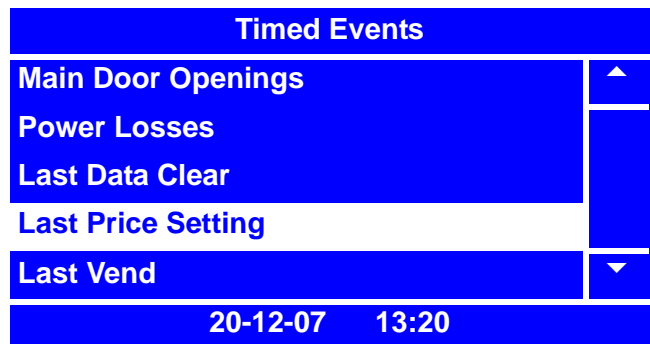 Timed Events
Main Door Openings
Power Losses
Last Data Clear
Last Price Setting
Last Vend
20-12-07 13:20